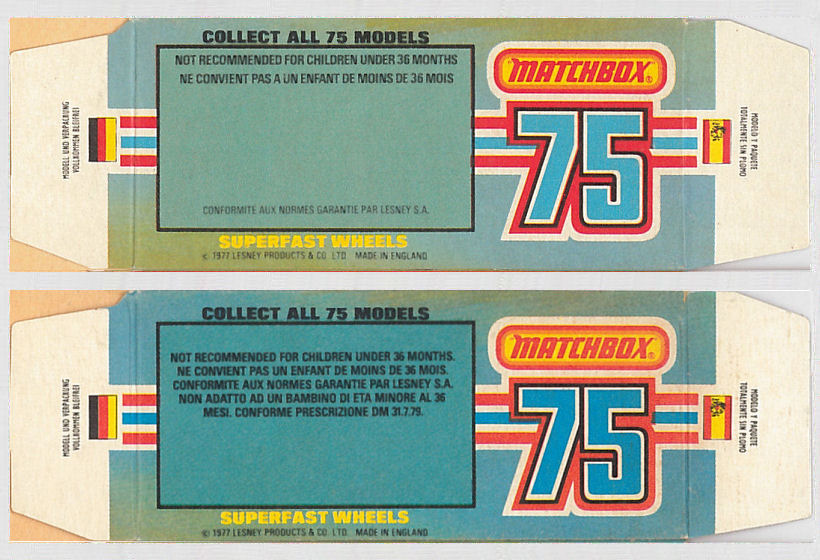 COLLECT ALL 75 MODELS
NOT RECOMMENDED FOR CHILDREN UNDER 36 MONTHS
NE CONVIENT PAS A UN ENFANT DE MOINS DE 36 MOIS
CONFORMITE AUX NORMES GARANTIE PAR LESNEY S.A.
SUPERFAST WHEELS
© 1977 LESNEY PRODUCTS & CO. LTD. MADE IN ENGLAND
MODELL UND VERPACKUNG
VOLLKOMMEN BLEIFREI
"MATCHBOX"®
75
MODELO Y PAQUETE
TOTALMENTE SIN PLOMO
COLLECT ALL 75 MODELS
NOT RECOMMENDED FOR CHILDREN UNDER 36 MONTHS.
NE CONVIENT PAS UN ENFANT DE MOINS DE 36 MOIS.
CONFORMITE AUX NORMES GARANTIE PAR LESNEY S.A.
NON ADATTO AD UN BAMBINO DI ETA MINORE AL 36
MESI. CONFORME PRESCRIZIONE DM 31.7.79.
SUPERFAST WHEELS
© 1977 LESNEY PRODUCTS & CO. LTD. MADE IN ENGLAND
MODELL UND VERPACKUNG
VOLLKOMMEN BLEIFREI
"MATCHBOX"®
75
MODELO Y PAQUETE
TOTALMENTE SIN PLOMO